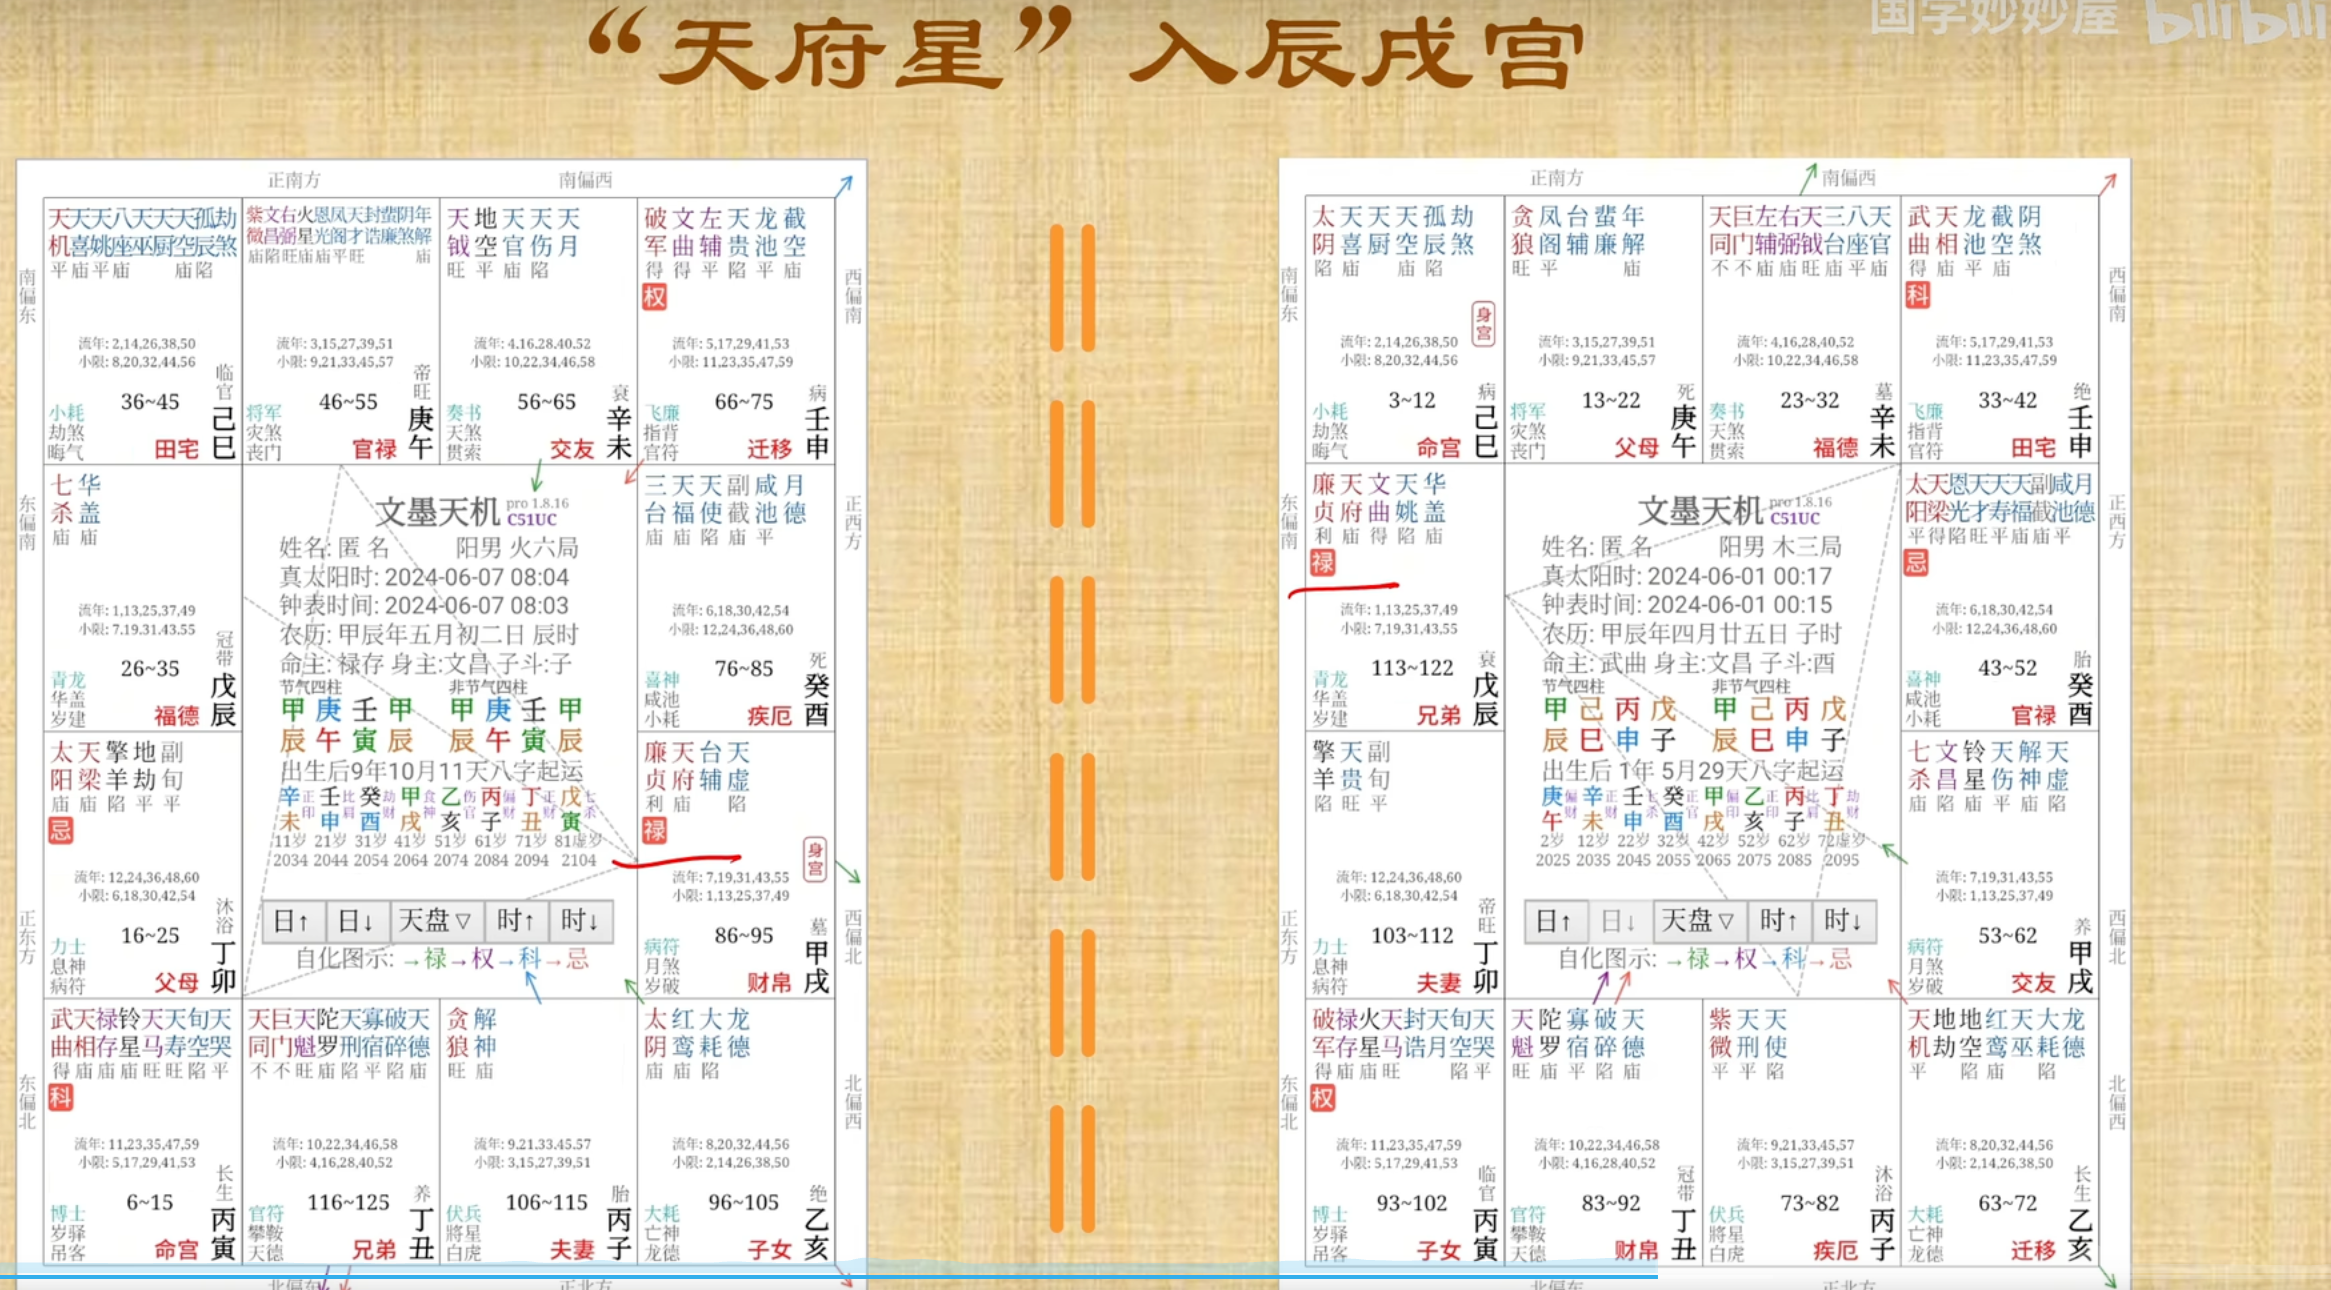 国学妙妙屋 bilibili
“天府星”入辰戌宫
正南方 南偏西
南偏东
西偏南
天机 天喜 天姚 八座 天巫 天厨 天空 孤辰 劫煞
平庙平庙 庙陷
流年: 2,14,26,38,50
小限: 8,20,32,44,56
小耗
劫煞
晦气
36~45
田宅
临官
己巳
紫微 文昌 右弼 火星 恩光 凤阁 天才 封诰 蜚廉 阴煞 年解
庙陷旺庙庙平旺 庙
流年: 3,15,27,39,51
小限: 9,21,33,45,57
将军
灾煞
丧门
46~55
官禄
帝旺
庚午
天钺 地空 天官 天伤 天月
旺平庙陷
流年: 4,16,28,40,52
小限: 10,22,34,46,58
奏书
天煞
贯索
56~65
交友
衰
辛未
破军 文曲 左辅 天贵 龙池 截空
得得平陷平庙
权
流年: 5,17,29,41,53
小限: 11,23,35,47,59
飞廉
指背
官符
66~75
迁移
病
壬申
东偏南
正西方
七杀 华盖
庙庙
流年: 1,13,25,37,49
小限: 7,19,31,43,55
青龙
华盖
岁建
26~35
福德
冠带
戊辰
文墨天机 pro 1.8.16 C51UC
姓名: 匿名 阳男 火六局
真太阳时: 2024-06-07 08:04
钟表时间: 2024-06-07 08:03
农历: 甲辰年五月初二日 辰时
命主:禄存 身主:文昌 子斗:子
节气四柱 非节气四柱
甲庚壬甲 甲庚壬甲
辰午寅辰 辰午寅辰
出生后9年10月11天八字起运
辛正印 壬比肩 癸劫财 甲食神 乙伤官 丙偏财 丁正财 戊七杀
未申酉戌亥子丑寅
11岁 21岁 31岁 41岁 51岁 61岁 71岁 81虚岁
2034 2044 2054 2064 2074 2084 2094 2104
日↑ 日↓ 天盘▽ 时↑ 时↓
自化图示: →禄→权→科→忌
三台 天福 天使 副截 咸池 月德
庙庙陷庙平
流年: 6,18,30,42,54
小限: 12,24,36,48,60
喜神
咸池
小耗
76~85
疾厄
死
癸酉
正东方
西偏北
太阳 天梁 擎羊 地劫 副旬
庙庙陷平平
忌
流年: 12,24,36,48,60
小限: 6,18,30,42,54
力士
息神
病符
16~25
父母
沐浴
丁卯
廉贞 天府 台辅 天虚
利庙 陷
禄
身宫
流年: 7,19,31,43,55
小限: 1,13,25,37,49
病符
月煞
岁破
86~95
财帛
墓
甲戌
东偏北
北偏西
武曲 天相 禄存 铃星 天马 天寿 旬空 天哭
得庙庙庙旺旺陷平
科
流年: 11,23,35,47,59
小限: 5,17,29,41,53
博士
岁驿
吊客
6~15
命宫
长生
丙寅
天同 巨门 天魁 陀罗 天刑 寡宿 破碎 天德
不不旺庙陷平陷庙
流年: 10,22,34,46,58
小限: 4,16,28,40,52
官符
攀鞍
天德
116~125
兄弟
养
丁丑
贪狼 解神
旺庙
流年: 9,21,33,45,57
小限: 3,15,27,39,51
伏兵
將星
白虎
106~115
夫妻
胎
丙子
太阴 红鸾 大耗 龙德
庙庙陷
流年: 8,20,32,44,56
小限: 2,14,26,38,50
大耗
亡神
龙德
96~105
子女
绝
乙亥
北偏东 正北方
正南方 南偏西
南偏东
西偏南
太阴 天喜 天厨 天空 孤辰 劫煞
陷庙 庙陷
身宫
流年: 2,14,26,38,50
小限: 8,20,32,44,56
小耗
劫煞
晦气
3~12
命宫
病
己巳
贪狼 凤阁 台辅 蜚廉 年解
旺平 庙
流年: 3,15,27,39,51
小限: 9,21,33,45,57
将军
灾煞
丧门
13~22
父母
死
庚午
天同 巨门 左辅 右弼 天钺 三台 八座 天官
不不庙庙旺庙平庙
流年: 4,16,28,40,52
小限: 10,22,34,46,58
奏书
天煞
贯索
23~32
福德
墓
辛未
武曲 天相 龙池 截空 阴煞
得庙平庙
科
流年: 5,17,29,41,53
小限: 11,23,35,47,59
飞廉
指背
官符
33~42
田宅
绝
壬申
东偏南
正西方
廉贞 天府 文曲 天姚 华盖
利庙得陷庙
禄
流年: 1,13,25,37,49
小限: 7,19,31,43,55
青龙
华盖
岁建
113~122
兄弟
衰
戊辰
文墨天机 pro 1.8.16 C51UC
姓名: 匿名 阳男 木三局
真太阳时: 2024-06-01 00:17
钟表时间: 2024-06-01 00:15
农历: 甲辰年四月廿五日 子时
命主:武曲 身主:文昌 子斗:酉
节气四柱 非节气四柱
甲己丙戊 甲己丙戊
辰巳申子 辰巳申子
出生后 1年 5月29天八字起运
庚偏财 辛正财 壬七杀 癸正官 甲偏印 乙正印 丙比肩 丁劫财
午未申酉戌亥子丑
2岁 12岁 22岁 32岁 42岁 52岁 62岁 72虚岁
2025 2035 2045 2055 2065 2075 2085 2095
日↑ 日↓ 天盘▽ 时↑ 时↓
自化图示: →禄→权→科→忌
太阳 天梁 恩光 天才 天寿 天福 副截 咸池 月德
平得陷旺平庙庙平
忌
流年: 6,18,30,42,54
小限: 12,24,36,48,60
喜神
咸池
小耗
43~52
官禄
胎
癸酉
正东方
西偏北
擎羊 天贵 副旬
陷旺平
流年: 12,24,36,48,60
小限: 6,18,30,42,54
力士
息神
病符
103~112
夫妻
帝旺
丁卯
七杀 文昌 铃星 天伤 解神 天虚
庙陷庙平庙陷
流年: 7,19,31,43,55
小限: 1,13,25,37,49
病符
月煞
岁破
53~62
交友
养
甲戌
东偏北
北偏西
破军 禄存 火星 天马 封诰 天月 旬空 天哭
得庙庙旺 陷平
权
流年: 11,23,35,47,59
小限: 5,17,29,41,53
博士
岁驿
吊客
93~102
子女
临官
丙寅
天魁 陀罗 寡宿 破碎 天德
旺庙平陷庙
流年: 10,22,34,46,58
小限: 4,16,28,40,52
官符
攀鞍
天德
83~92
财帛
冠带
丁丑
紫微 天刑 天使
平平陷
流年: 9,21,33,45,57
小限: 3,15,27,39,51
伏兵
將星
白虎
73~82
疾厄
沐浴
丙子
天机 地劫 地空 红鸾 天巫 大耗 龙德
平 陷庙 陷
流年: 8,20,32,44,56
小限: 2,14,26,38,50
大耗
亡神
龙德
63~72
迁移
长生
乙亥
北偏东 正北方